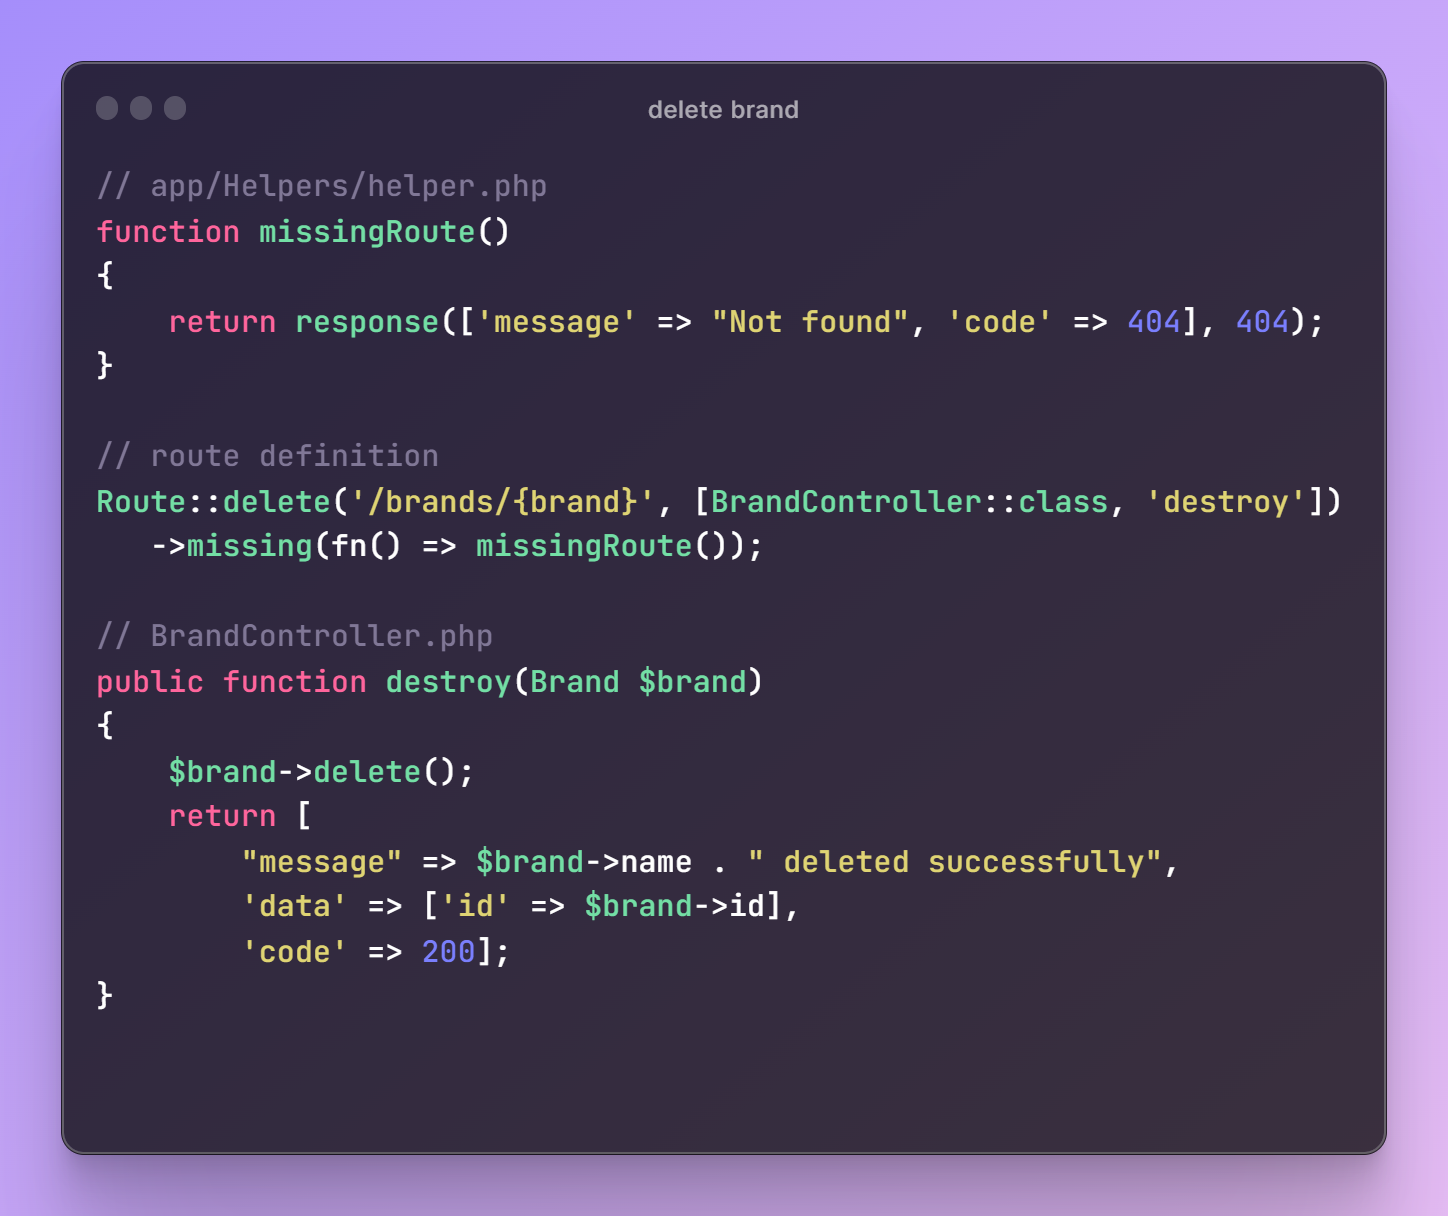 delete brand
// app/Helpers/helper.php
function missingRoute()
{
    return response(['message' => "Not found", 'code' => 404], 404);
}

// route definition
Route::delete('/brands/{brand}', [BrandController::class, 'destroy'])
   ->missing(fn() => missingRoute());

// BrandController.php
public function destroy(Brand $brand)
{
    $brand->delete();
    return [
        "message" => $brand->name . " deleted successfully",
        'data' => ['id' => $brand->id],
        'code' => 200];
}